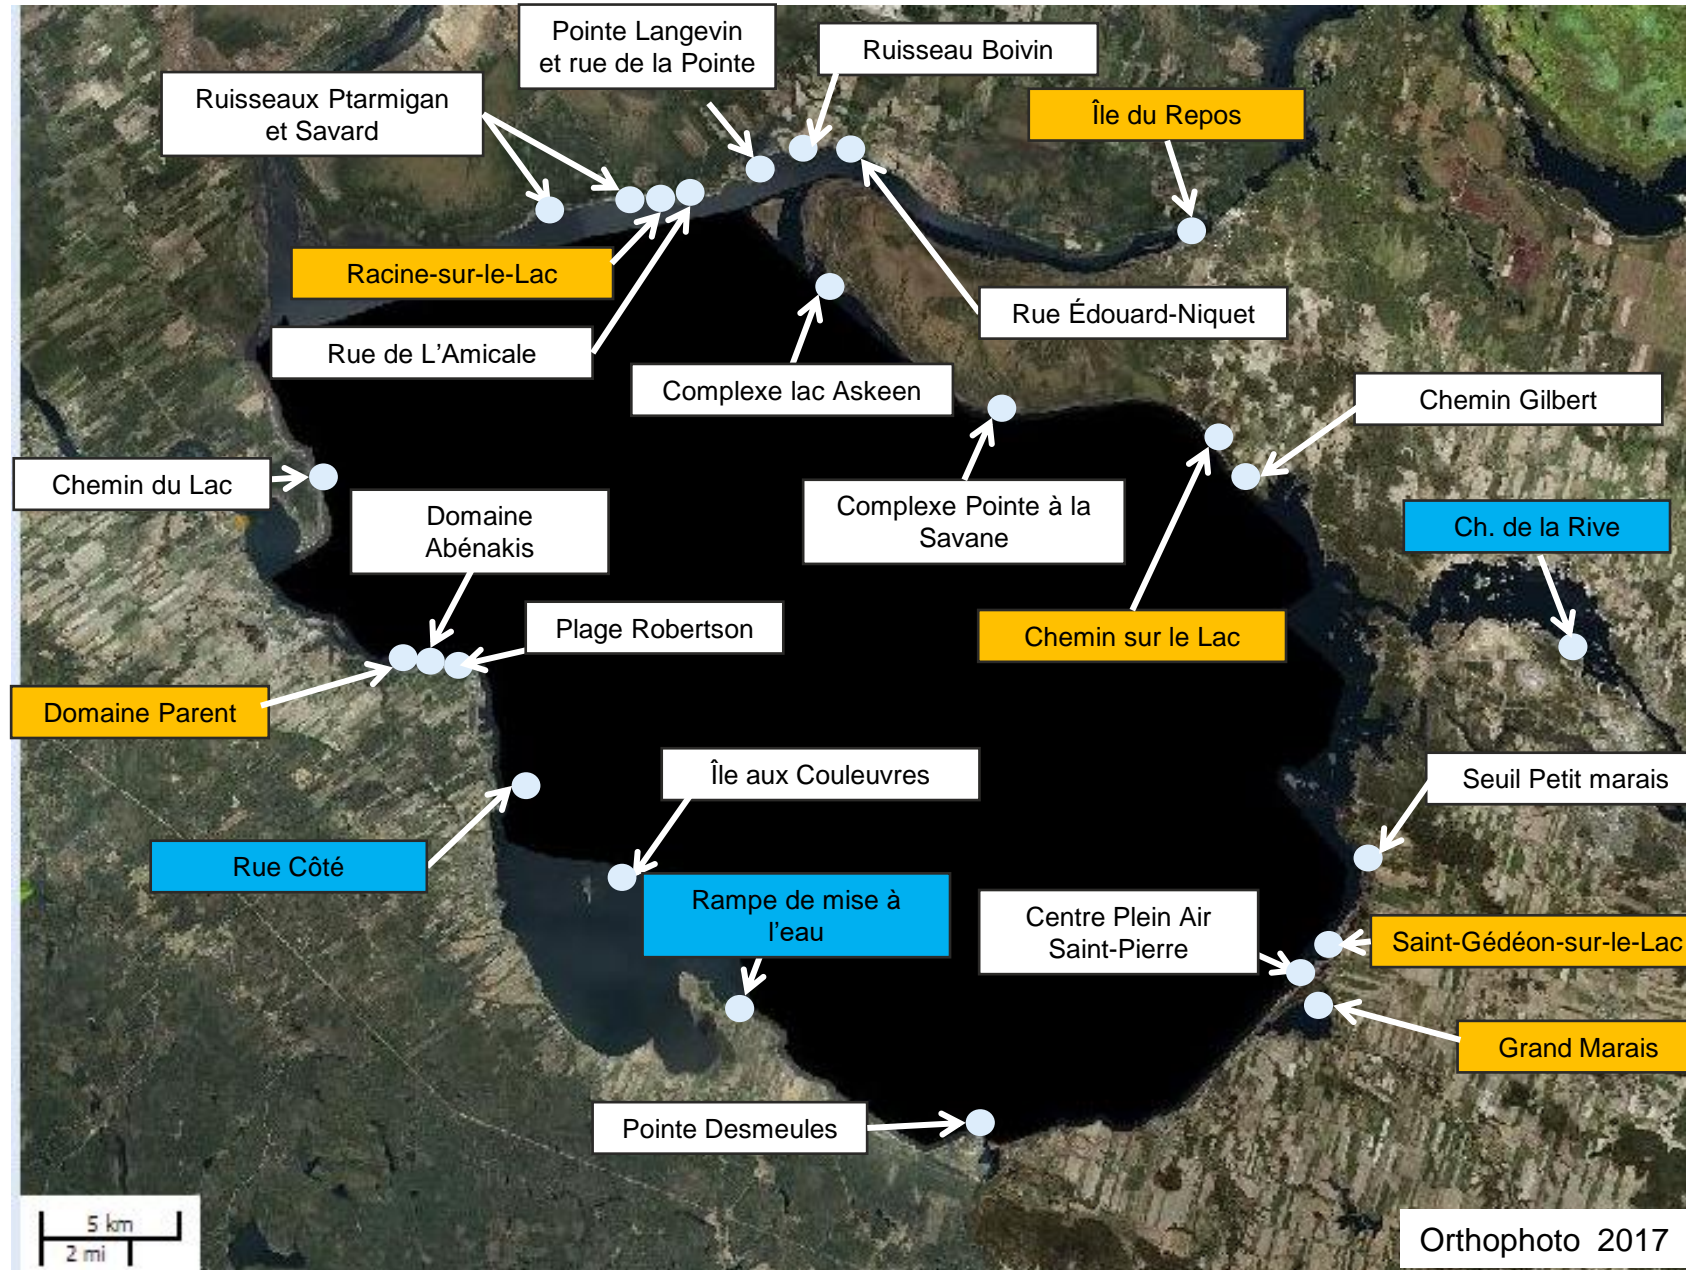 Pointe Langevin
et rue de la Pointe
Ruisseau Boivin
Ruisseaux Ptarmigan
et Savard
Île du Repos
Racine-sur-le-Lac
Rue Édouard-Niquet
Rue de L’Amicale
Complexe lac Askeen
Chemin Gilbert
Chemin du Lac
Domaine
Abénakis
Complexe Pointe à la
Savane
Ch. de la Rive
Plage Robertson
Chemin sur le Lac
Domaine Parent
Île aux Couleuvres
Seuil Petit marais
Rue Côté
Rampe de mise à
l’eau
Centre Plein Air
Saint-Pierre
Saint-Gédéon-sur-le-Lac
Grand Marais
Pointe Desmeules
5 km
2 mi
Orthophoto 2017